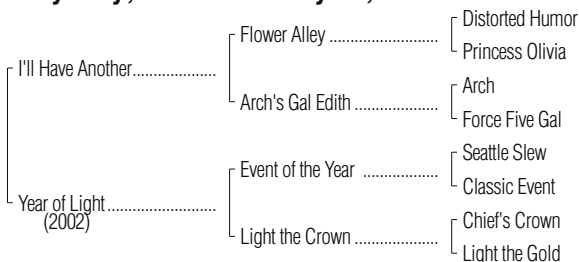 Distorted Humor
Flower Alley ........................
Princess Olivia
I'll Have Another....................
Arch
Arch's Gal Edith ....................
Force Five Gal
Seattle Slew
Event of the Year ..................
Classic Event
Year of Light..........................
(2002)
Chief's Crown
Light the Crown ....................
Light the Gold